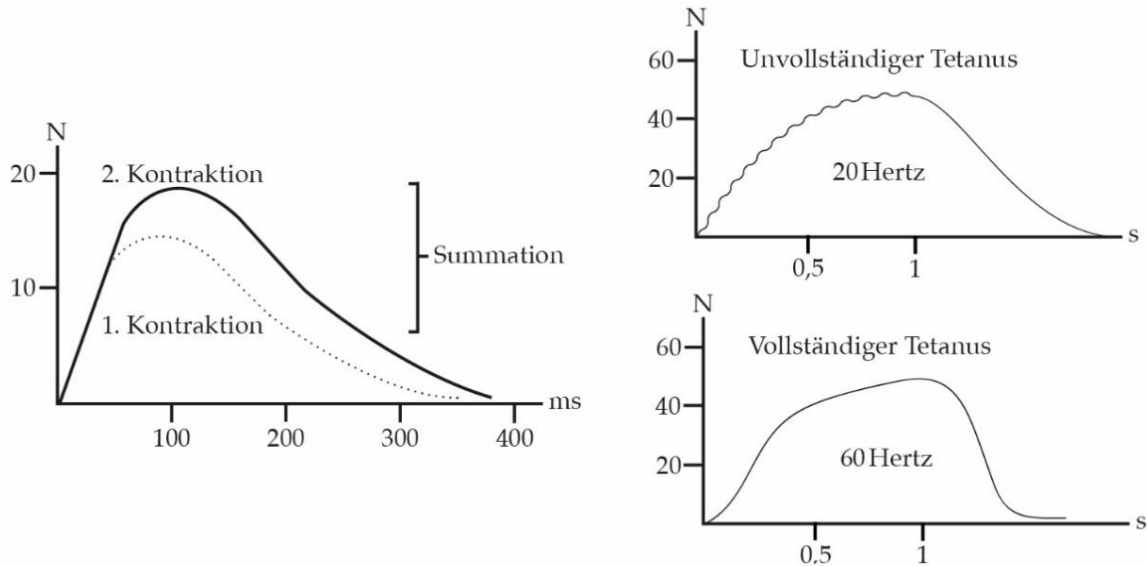 N
20
10
2. Kontraktion
1. Kontraktion
Summation
100
200
300
400
ms
N
60
40
20
Unvollständiger Tetanus
20 Hertz
0,5
1
s
N
60
40
20
Vollständiger Tetanus
60 Hertz
0,5
1
s